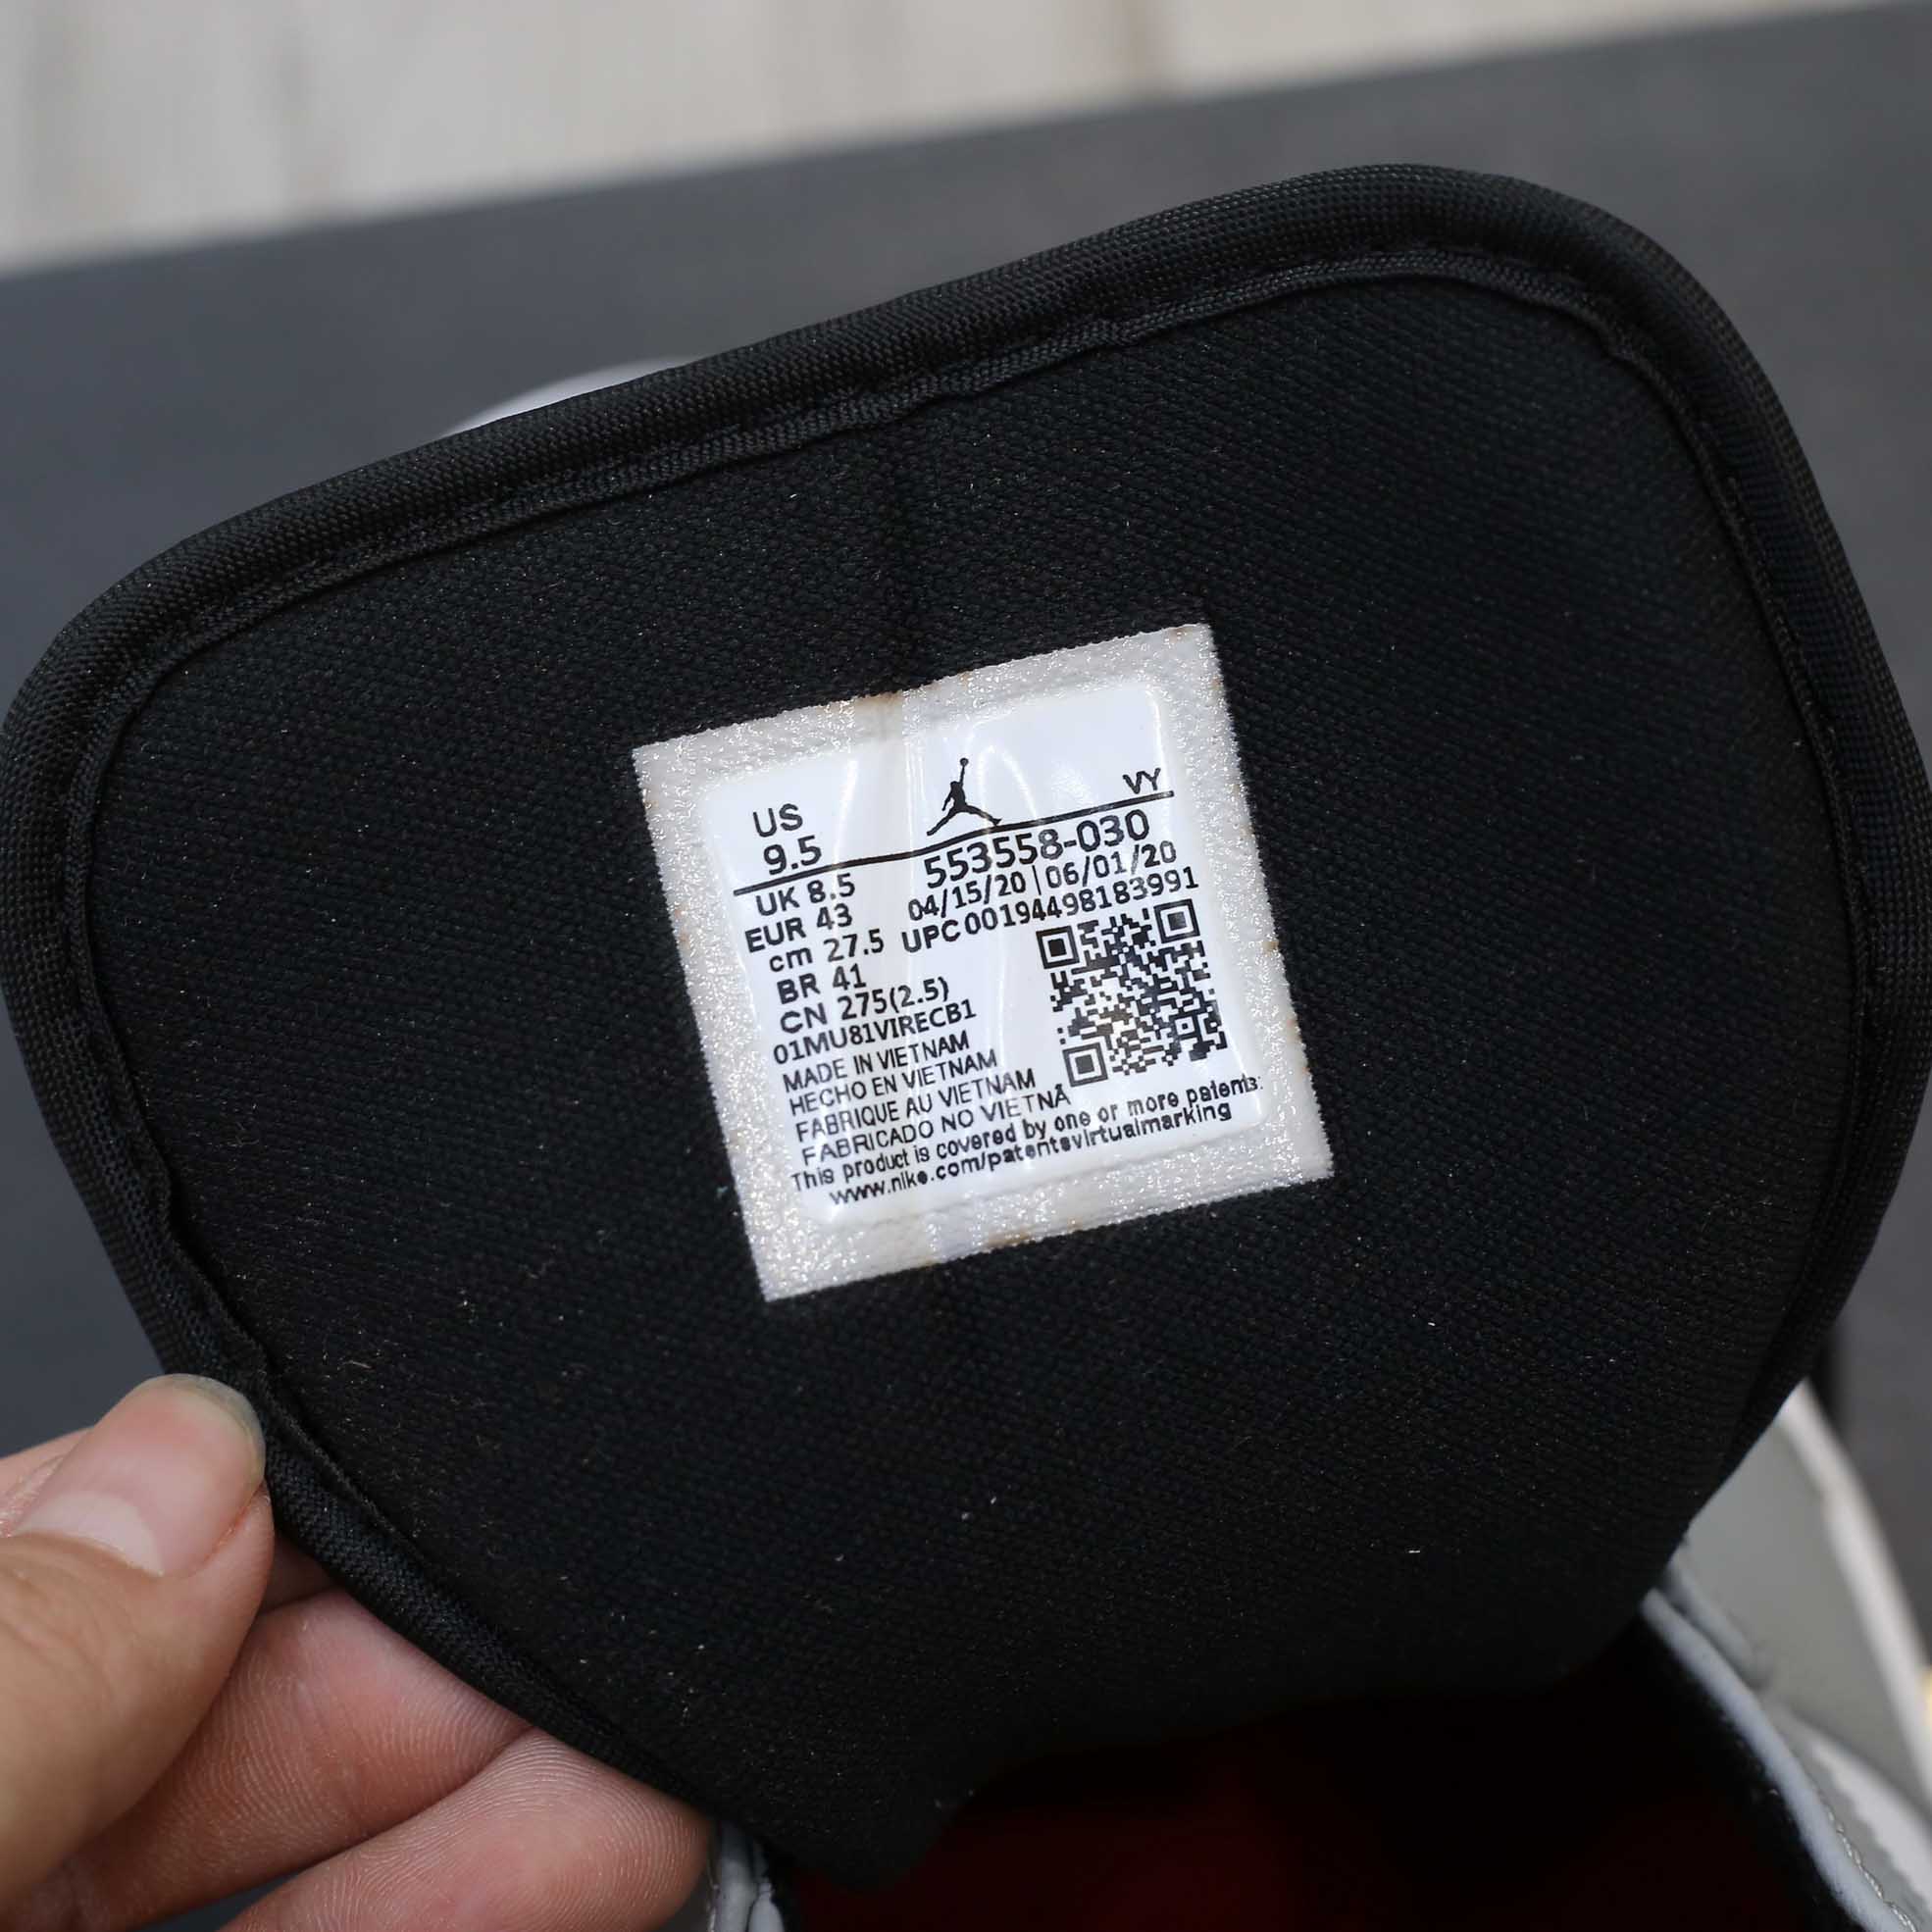 US VY
9.5 553558-030
UK 8.5 04/15/20 | 06/01/20
EUR 43 UPC 00194498183991
cm 27.5
BR 41
CN 275(2.5)
01MU81VIRECB1
MADE IN VIETNAM
HECHO EN VIETNAM
FABRIQUE AU VIETNAM
FABRICADO NO VIETNÃ
This product is covered by one or more patents:
www.nike.com/patentsvirtualmarking